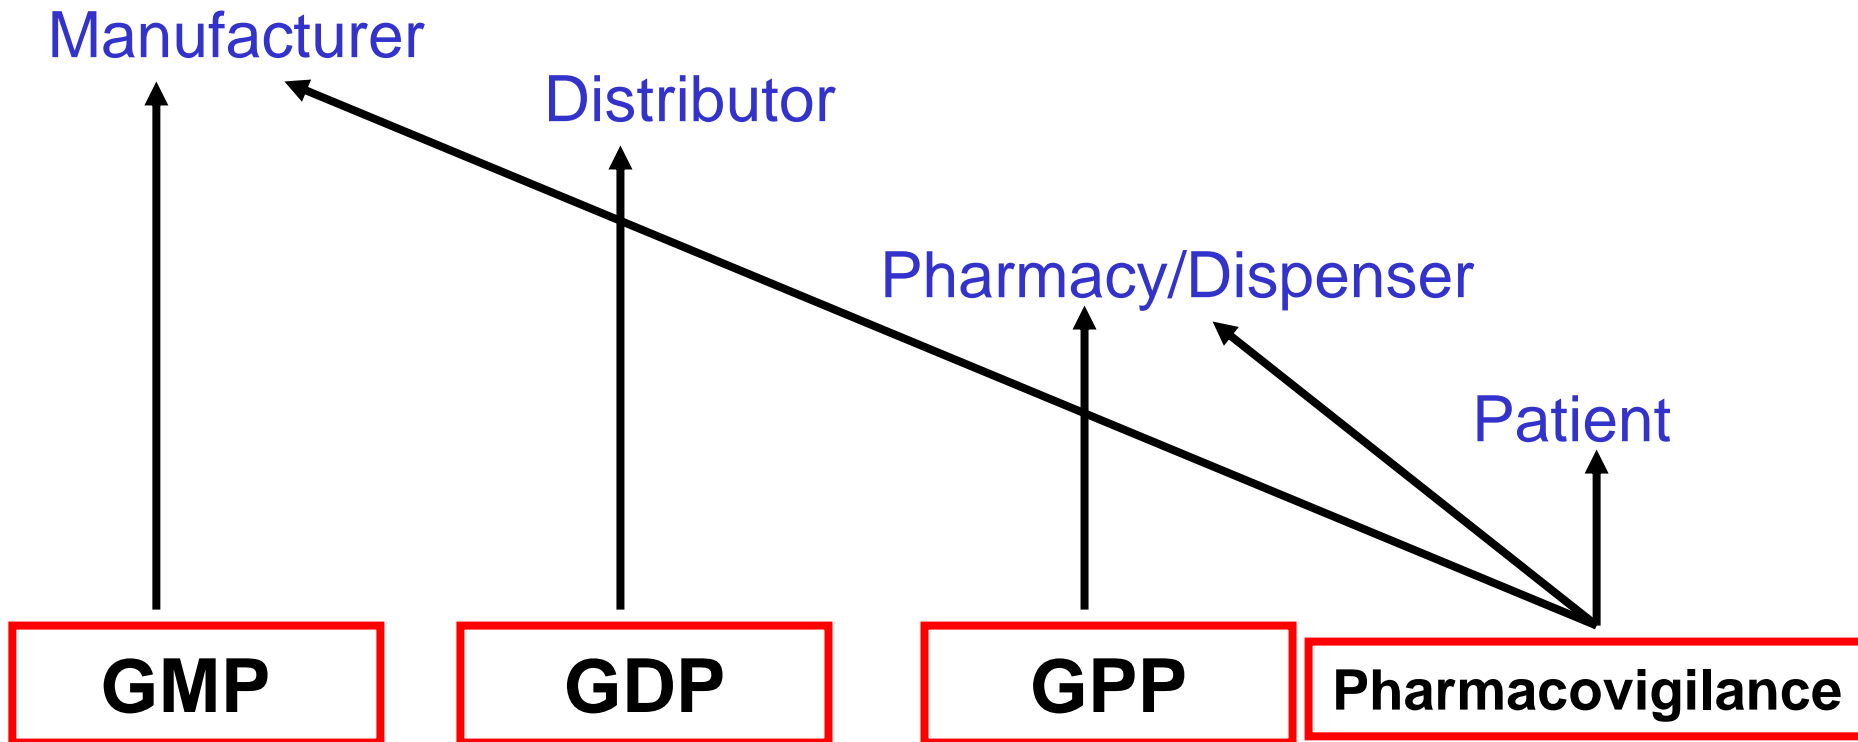 Manufacturer
Distributor
Pharmacy/Dispenser
Patient
GMP
GDP
GPP
Pharmacovigilance